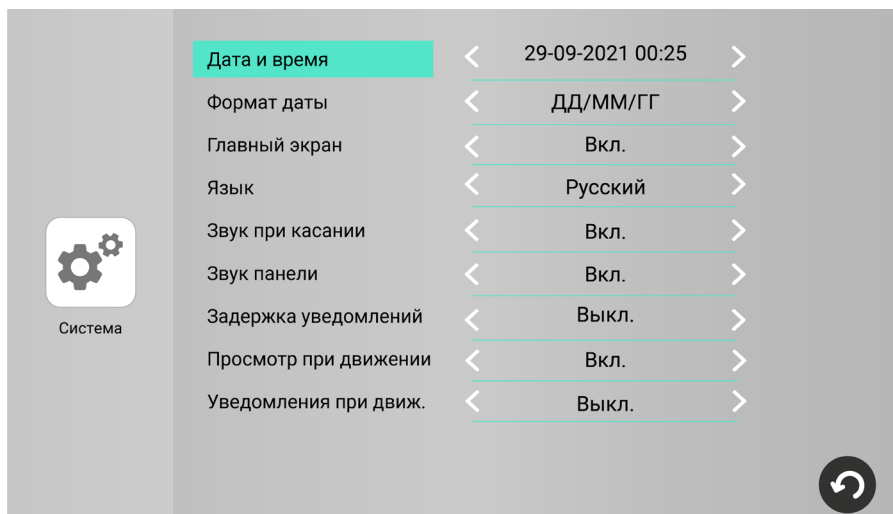 Дата и время 29-09-2021 00:25
Формат даты ДД/ММ/ГГ
Главный экран Вкл.
Язык Русский
Звук при касании Вкл.
Звук панели Вкл.
Задержка уведомлений Выкл.
Просмотр при движении Вкл.
Уведомления при движ. Выкл.
Система